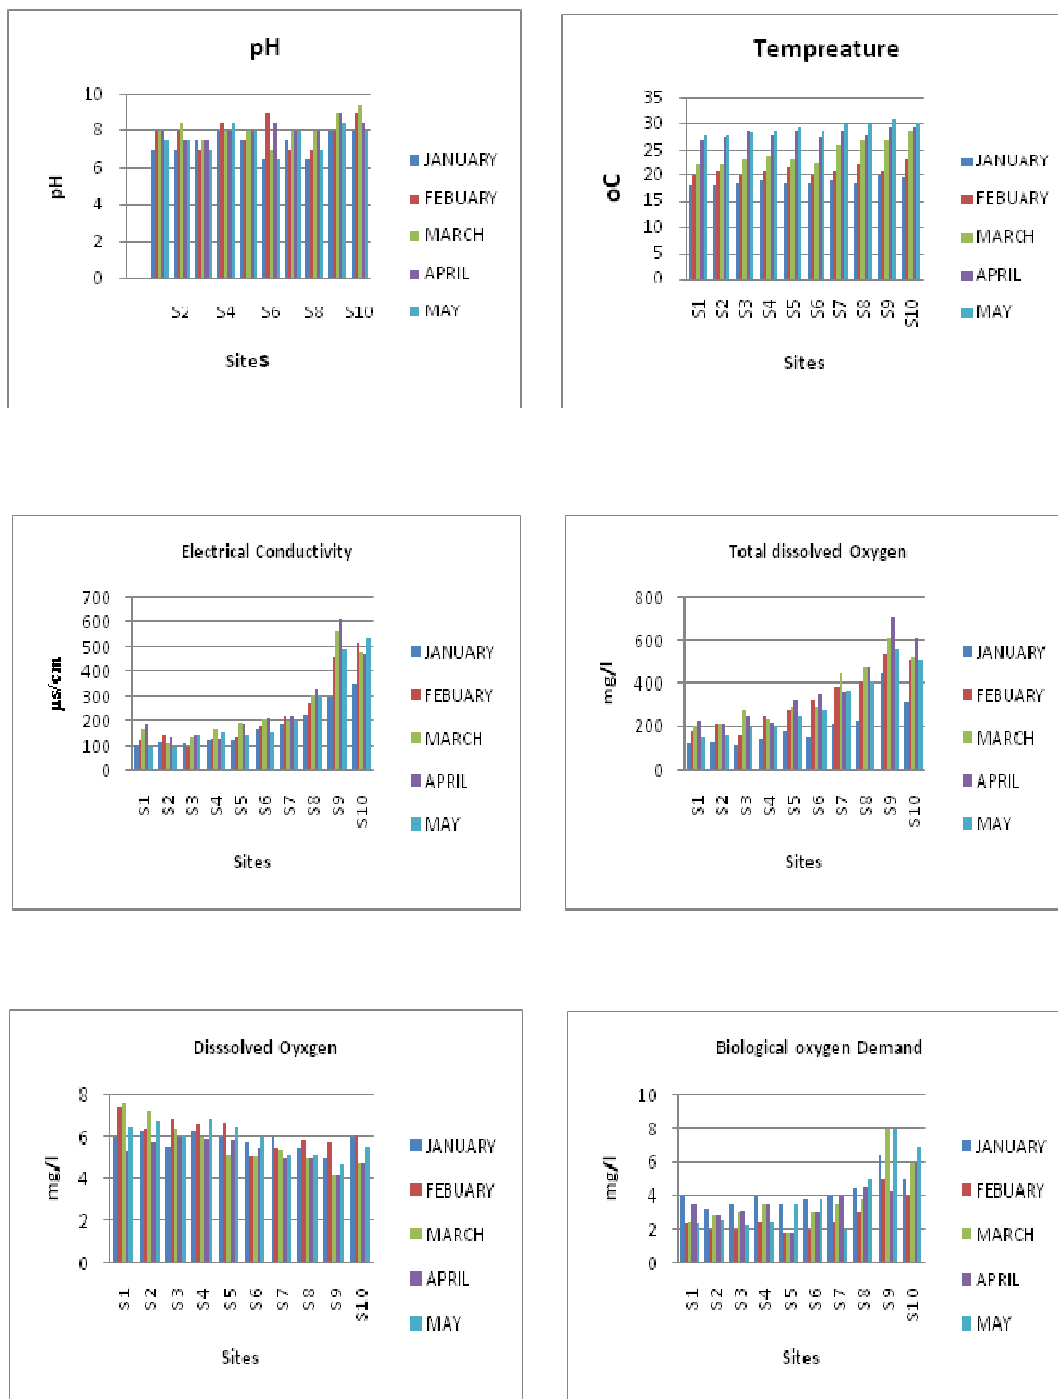 pH
10
8
6
4
2
0
pH
S2 S4 S6 S8 S10
Sites
JANUARY
FEBUARY
MARCH
APRIL
MAY
Tempreature
35
30
25
20
15
10
5
0
oC
S1 S2 S3 S4 S5 S6 S7 S8 S9 S10
Sites
JANUARY
FEBUARY
MARCH
APRIL
MAY
Electrical Conductivity
700
600
500
400
300
200
100
0
µs/cm
S1 S2 S3 S4 S5 S6 S7 S8 S9 S10
Sites
JANUARY
FEBUARY
MARCH
APRIL
MAY
Total dissolved Oxygen
800
600
400
200
0
mg/l
S1 S2 S3 S4 S5 S6 S7 S8 S9 S10
Sites
JANUARY
FEBUARY
MARCH
APRIL
MAY
Disssolved Oyxgen
8
6
4
2
0
mg/l
S1 S2 S3 S4 S5 S6 S7 S8 S9 S10
Sites
JANUARY
FEBUARY
MARCH
APRIL
MAY
Biological oxygen Demand
10
8
6
4
2
0
mg/l
S1 S2 S3 S4 S5 S6 S7 S8 S9 S10
Sites
JANUARY
FEBUARY
MARCH
APRIL
MAY